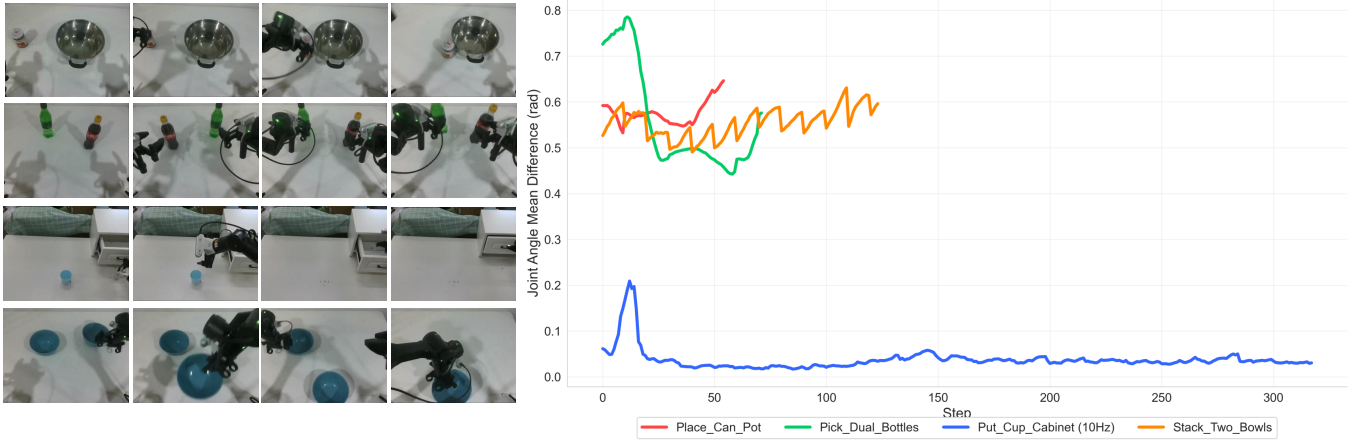 0.8
0.7
0.6
0.5
0.4
0.3
0.2
0.1
0.0
Joint Angle Mean Difference (rad)
0 50 100 150 200 250 300
Step
Place_Can_Pot Pick_Dual_Bottles Put_Cup_Cabinet (10Hz) Stack_Two_Bowls